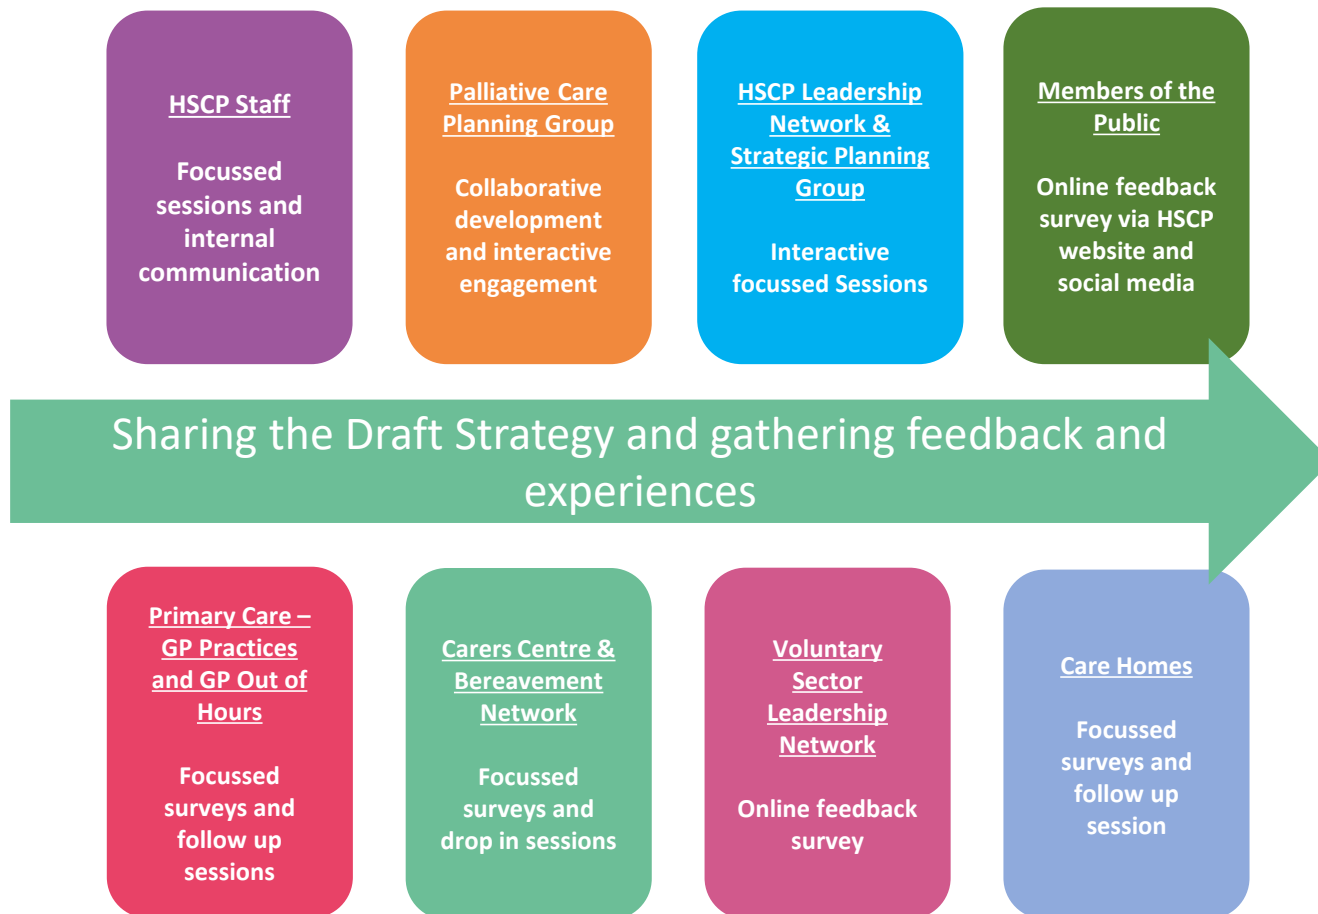 HSCP Staff
Focussed
sessions and
internal
communication
Palliative Care
Planning Group
Collaborative
development
and interactive
engagement
HSCP Leadership
Network &
Strategic Planning
Group
Interactive
focussed Sessions
Members of the
Public
Online feedback
survey via HSCP
website and
social media
Sharing the Draft Strategy and gathering feedback and
experiences
Primary Care –
GP Practices
and GP Out of
Hours
Focussed
surveys and
follow up
sessions
Carers Centre &
Bereavement
Network
Focussed
surveys and
drop in sessions
Voluntary
Sector
Leadership
Network
Online feedback
survey
Care Homes
Focussed
surveys and
follow up
session